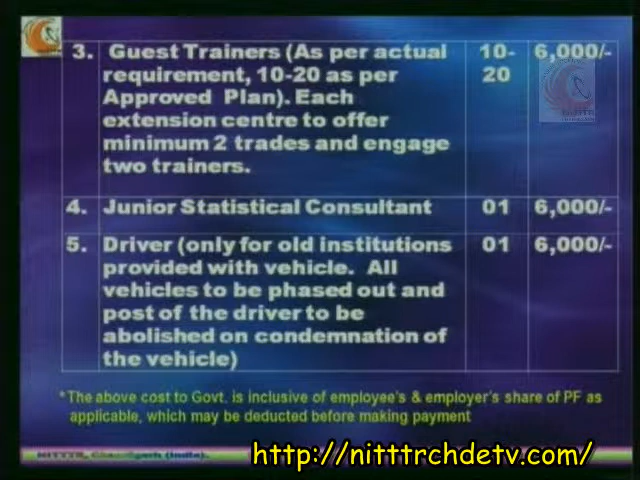 3. Guest Trainers (As per actual 10- 6,000/-
requirement, 10-20 as per 20
Approved Plan). Each
extension centre to offer
minimum 2 trades and engage
two trainers.
4. Junior Statistical Consultant 01 6,000/-
5. Driver (only for old institutions 01 6,000/-
provided with vehicle. All
vehicles to be phased out and
post of the driver to be
abolished on condemnation of
the vehicle)
*The above cost to Govt. is inclusive of employee's & employer's share of PF as
applicable, which may be deducted before making payment
NITTTR, Chandigarh (India).
http://nitttrchdetv.com/